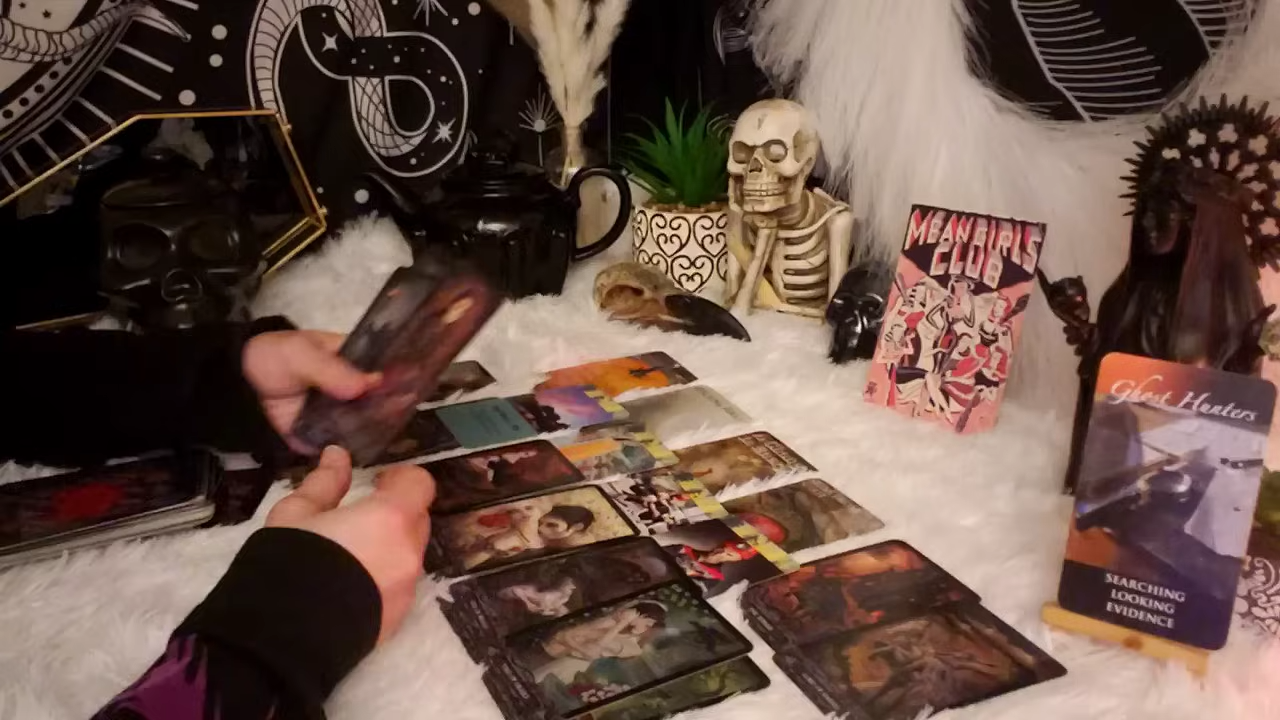 MEAN GIRLS
CLUB
Ghost Hunters
SEARCHING
LOOKING
EVIDENCE